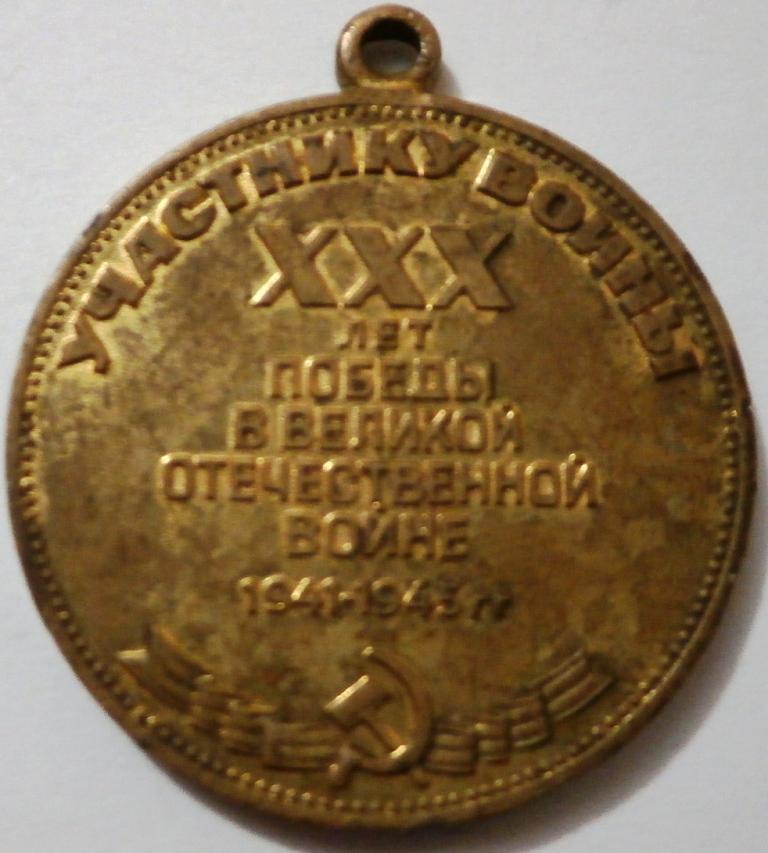 УЧАСТНИКУ ВОЙНЫ
XXX
ЛЕТ
ПОБЕДЫ
В ВЕЛИКОЙ
ОТЕЧЕСТВЕННОЙ
ВОЙНЕ
1941-1945 гг